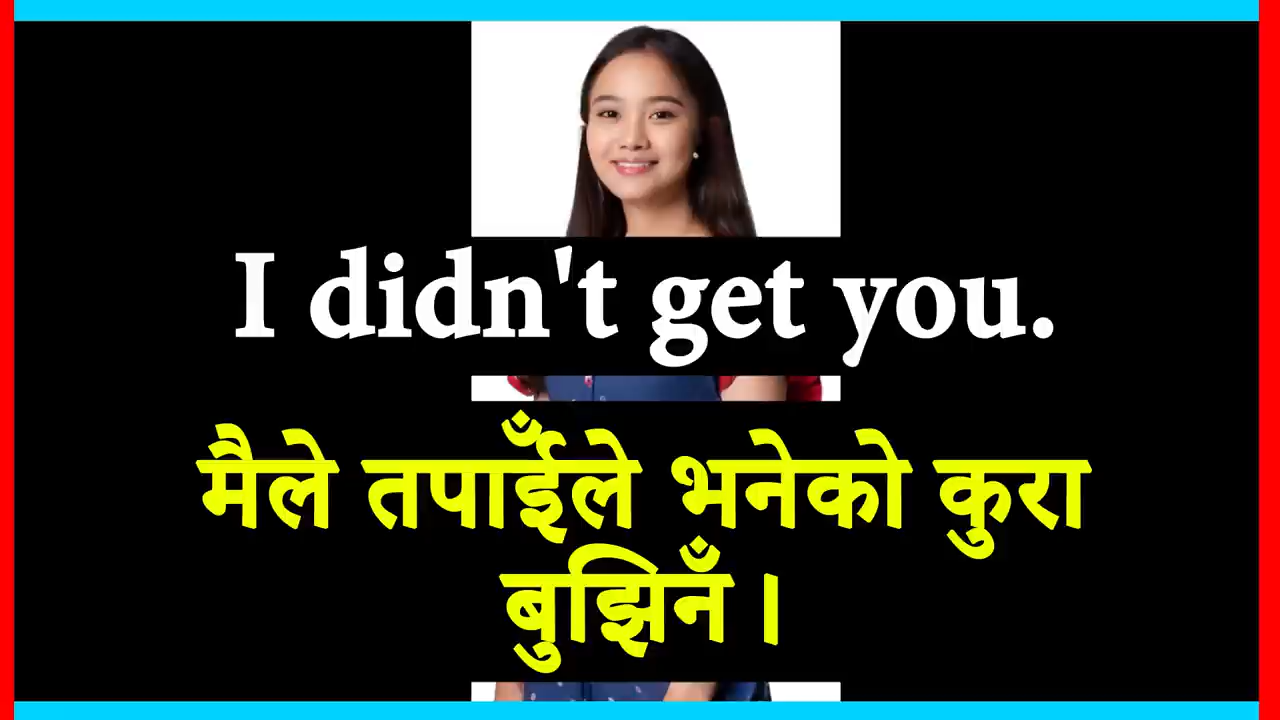 I didn't get you.
मैले तपाईँले भनेको कुरा
बुझिनँ ।